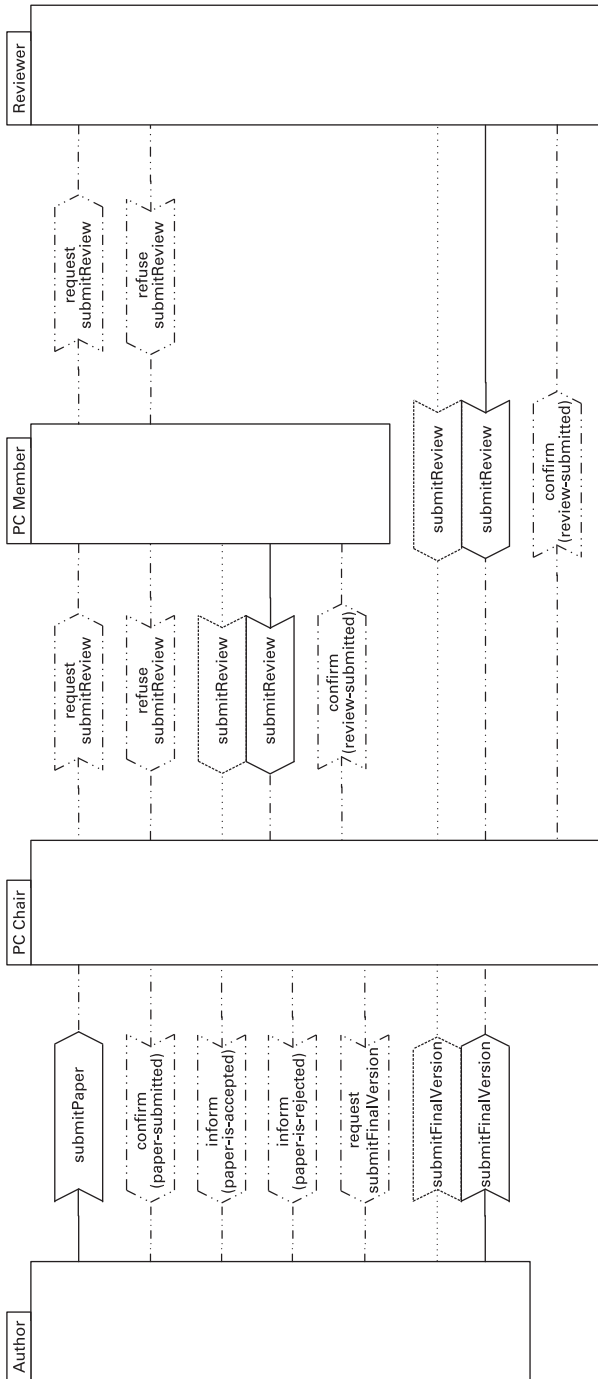 Author
PC Chair
PC Member
Reviewer
submitPaper
confirm
(paper-submitted)
inform
(paper-is-accepted)
inform
(paper-is-rejected)
request
submitFinalVersion
submitFinalVersion
submitFinalVersion
request
submitReview
refuse
submitReview
submitReview
submitReview
confirm
(review-submitted)
request
submitReview
refuse
submitReview
submitReview
submitReview
confirm
(review-submitted)